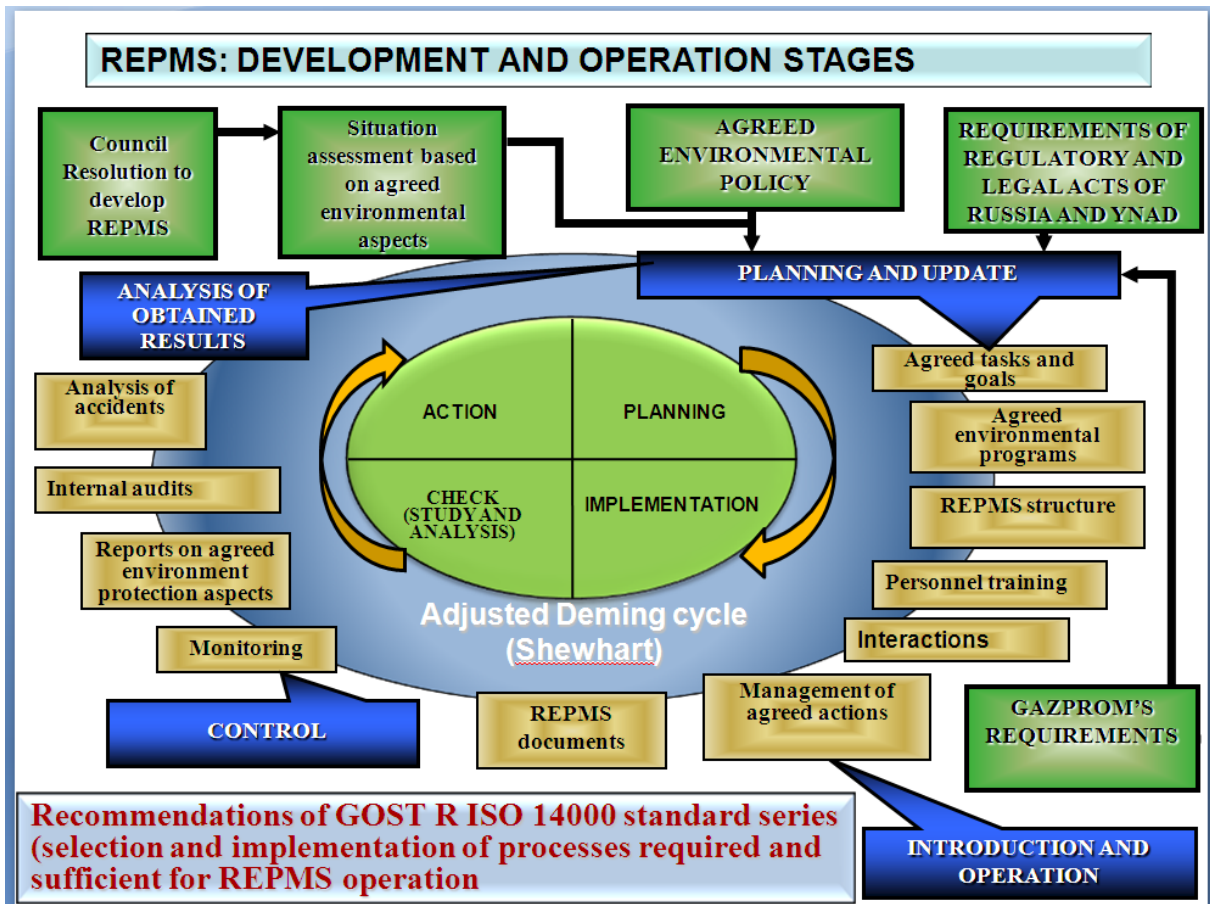 REPMS: DEVELOPMENT AND OPERATION STAGES
Council
Resolution to
develop
REPMS
Situation
assessment based
on agreed
environmental
aspects
AGREED
ENVIRONMENTAL
POLICY
REQUIREMENTS OF
REGULATORY AND
LEGAL ACTS OF
RUSSIA AND YNAD
ANALYSIS OF
OBTAINED
RESULTS
PLANNING AND UPDATE
Analysis of
accidents
Internal audits
Reports on agreed
environment
protection aspects
Monitoring
CONTROL
ACTION
PLANNING
CHECK
(STUDY AND
ANALYSIS)
IMPLEMENTATION
Adjusted Deming cycle
(Shewhart)
Agreed tasks and
goals
Agreed
environmental
programs
REPMS structure
Personnel training
Interactions
Management of
agreed actions
REPMS
documents
GAZPROM'S
REQUIREMENTS
INTRODUCTION AND
OPERATION
Recommendations of GOST R ISO 14000 standard series
(selection and implementation of processes required and
sufficient for REPMS operation